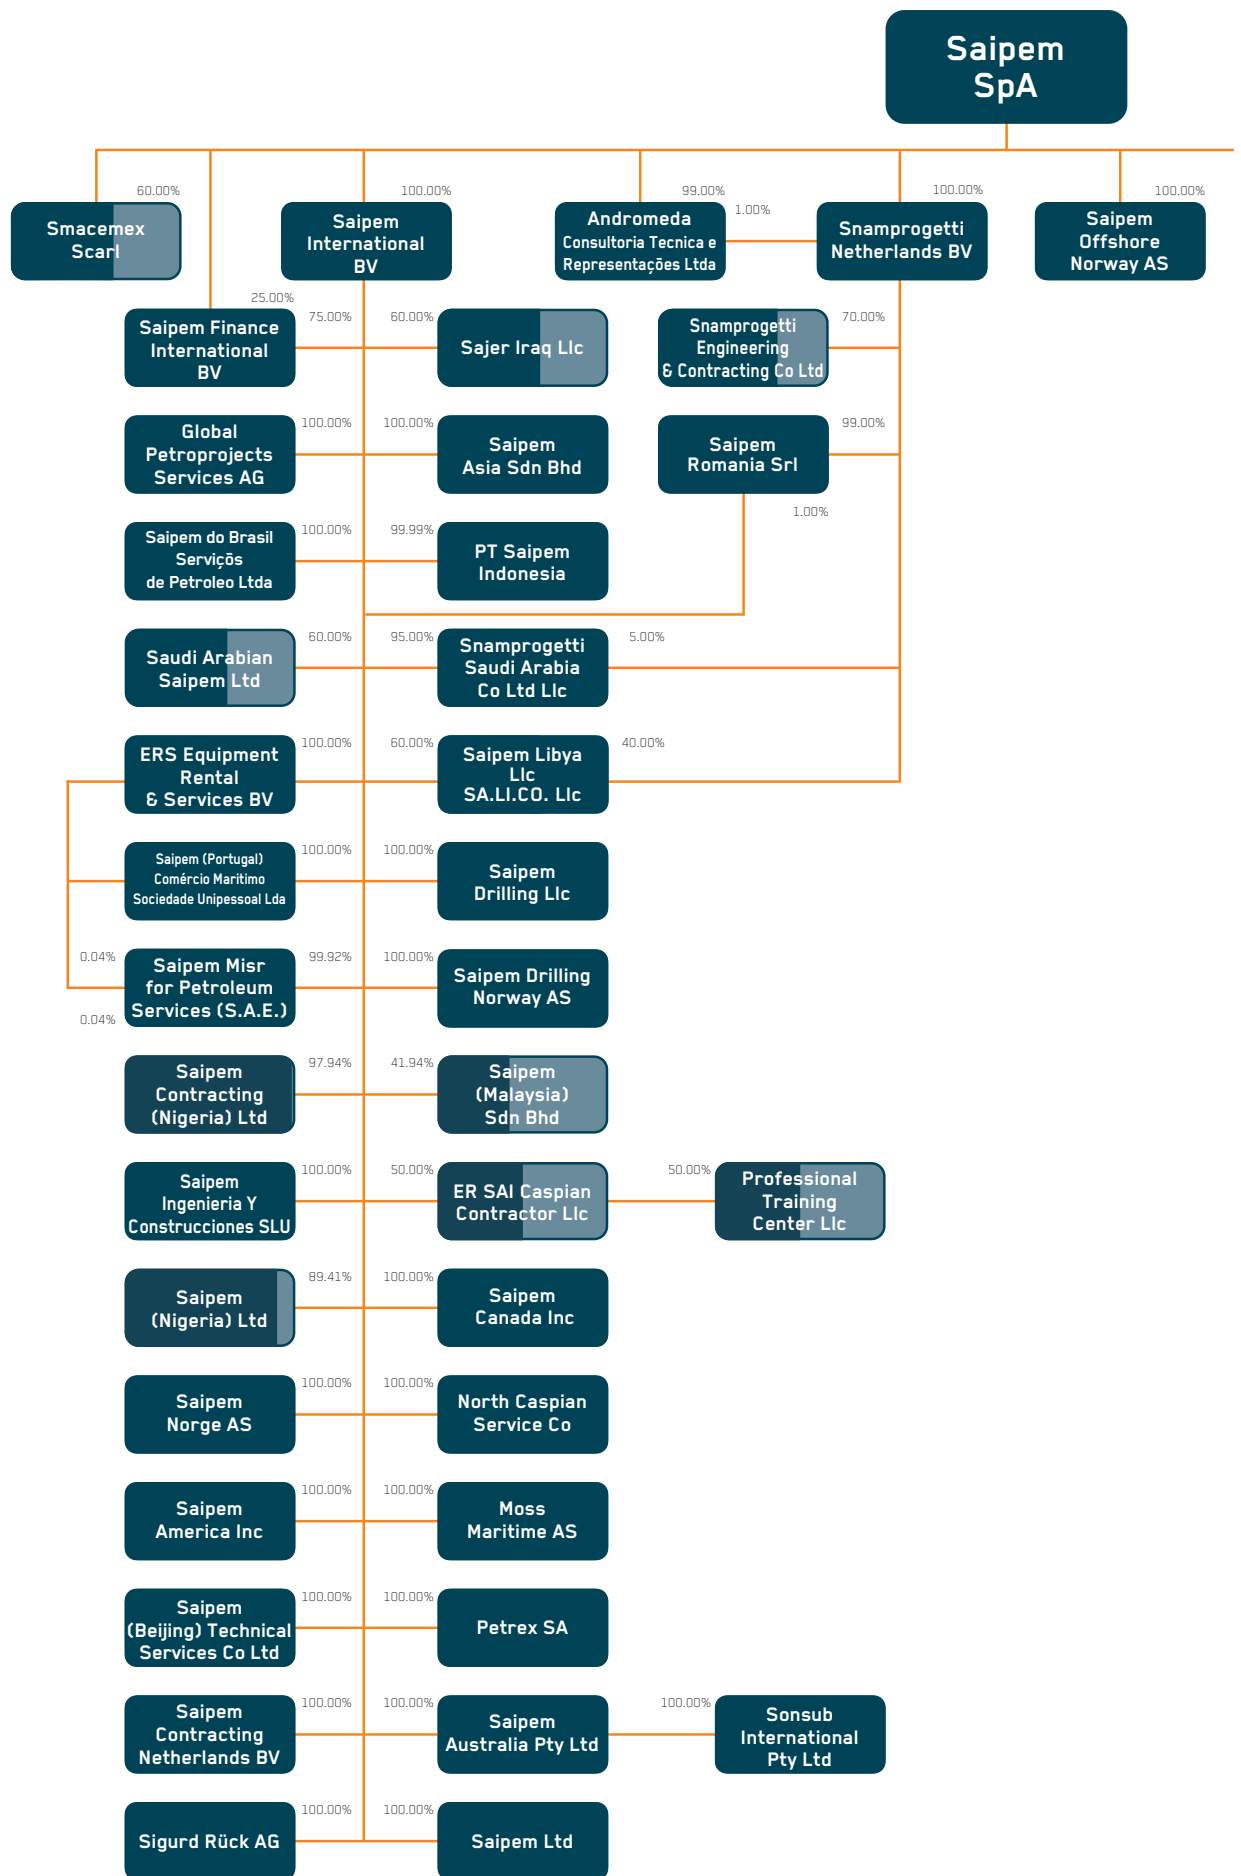 Saipem
SpA
60.00%
100.00%
99.00%
1.00%
100.00%
100.00%
Smacemex
Scarl
Saipem
International
BV
Andromeda
Consultoria Tecnica e
Representações Ltda
Snamprogetti
Netherlands BV
Saipem
Offshore
Norway AS
25.00%
75.00%
60.00%
70.00%
Saipem Finance
International
BV
Sajer Iraq Llc
Snamprogetti
Engineering
& Contracting Co Ltd
100.00%
100.00%
99.00%
Global
Petroprojects
Services AG
Saipem
Asia Sdn Bhd
Saipem
Romania Srl
1.00%
100.00%
99.99%
Saipem do Brasil
Serviçõs
de Petroleo Ltda
PT Saipem
Indonesia
60.00%
95.00%
5.00%
Saudi Arabian
Saipem Ltd
Snamprogetti
Saudi Arabia
Co Ltd Llc
100.00%
60.00%
40.00%
ERS Equipment
Rental
& Services BV
Saipem Libya
Llc
SA.LI.CO. Llc
100.00%
100.00%
Saipem (Portugal)
Comércio Maritimo
Sociedade Unipessoal Lda
Saipem
Drilling Llc
0.04%
99.92%
100.00%
Saipem Misr
for Petroleum
Services (S.A.E.)
Saipem Drilling
Norway AS
0.04%
97.94%
41.94%
Saipem
Contracting
(Nigeria) Ltd
Saipem
(Malaysia)
Sdn Bhd
100.00%
50.00%
50.00%
Saipem
Ingenieria Y
Construcciones SLU
ER SAI Caspian
Contractor Llc
Professional
Training
Center Llc
89.41%
100.00%
Saipem
(Nigeria) Ltd
Saipem
Canada Inc
100.00%
100.00%
Saipem
Norge AS
North Caspian
Service Co
100.00%
100.00%
Saipem
America Inc
Moss
Maritime AS
100.00%
100.00%
Saipem
(Beijing) Technical
Services Co Ltd
Petrex SA
100.00%
100.00%
100.00%
Saipem
Contracting
Netherlands BV
Saipem
Australia Pty Ltd
Sonsub
International
Pty Ltd
100.00%
100.00%
Sigurd Rück AG
Saipem Ltd